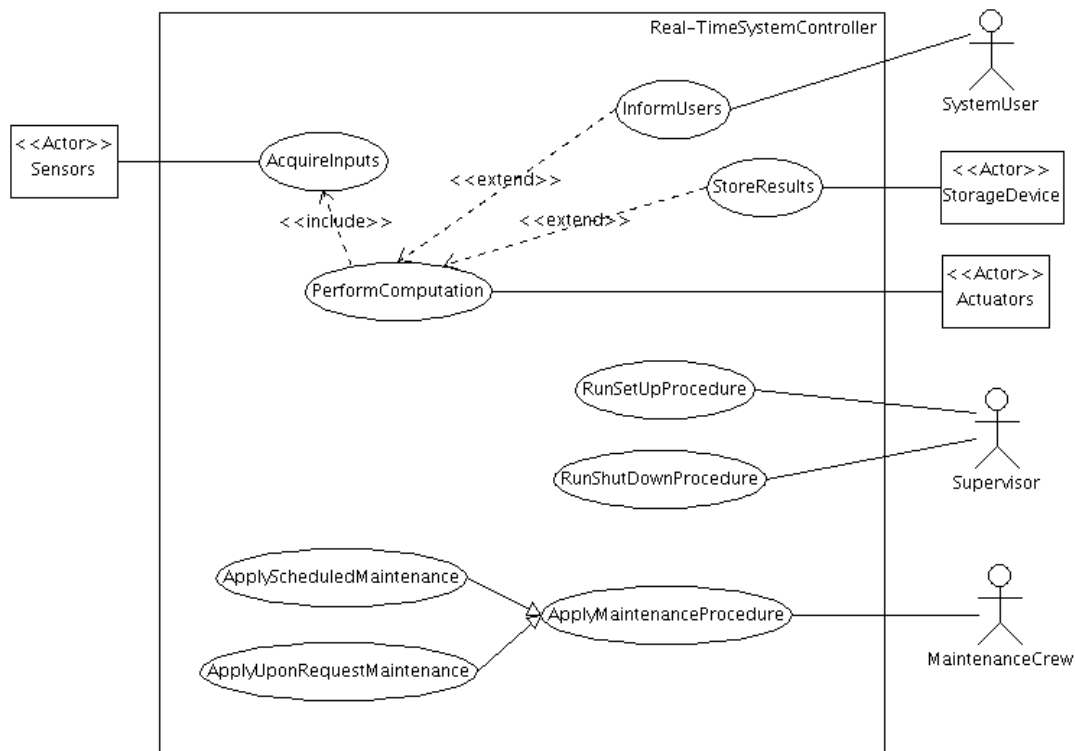 Real-TimeSystemController
InformUsers
SystemUser
<<Actor>>
Sensors
AcquireInputs
<<extend>>
StoreResults
<<Actor>>
StorageDevice
<<include>>
<<extend>>
PerformComputation
<<Actor>>
Actuators
RunSetUpProcedure
RunShutDownProcedure
Supervisor
ApplyScheduledMaintenance
ApplyMaintenanceProcedure
ApplyUponRequestMaintenance
MaintenanceCrew